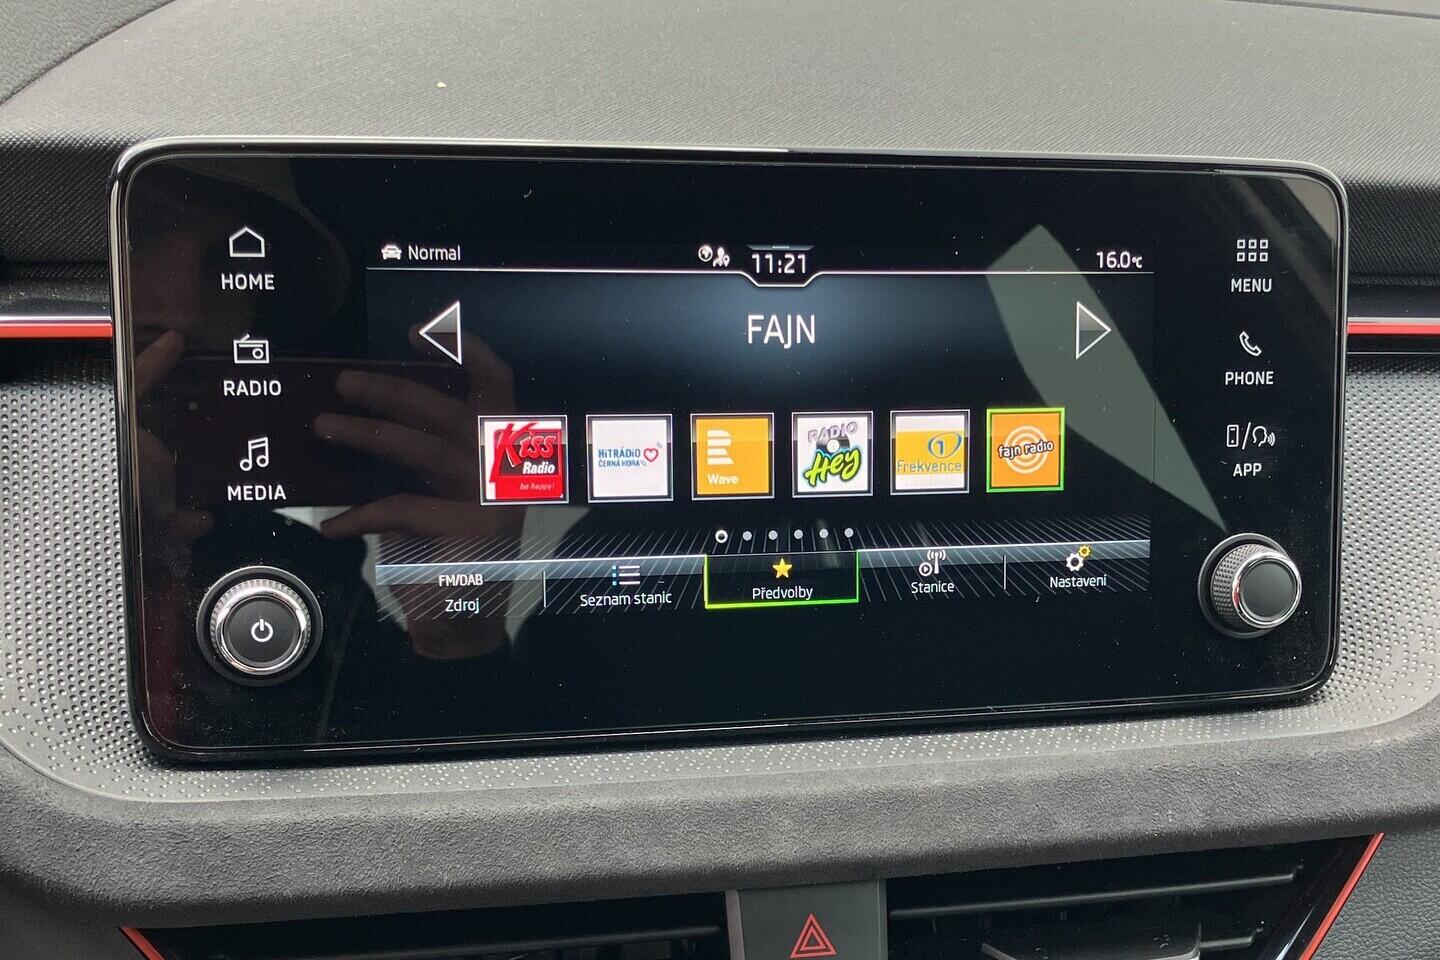 Normal
11:21
16.0°C
HOME
RADIO
MEDIA
MENU
PHONE
APP
FAJN
Kiss
Radio
be happy!
HiTRÁDIO
ČERNÁ HORA
Wave
RADIO
Hey
1
Frekvence
fajn radio
FM/DAB
Zdroj
Seznam stanic
Předvolby
Stanice
Nastavení